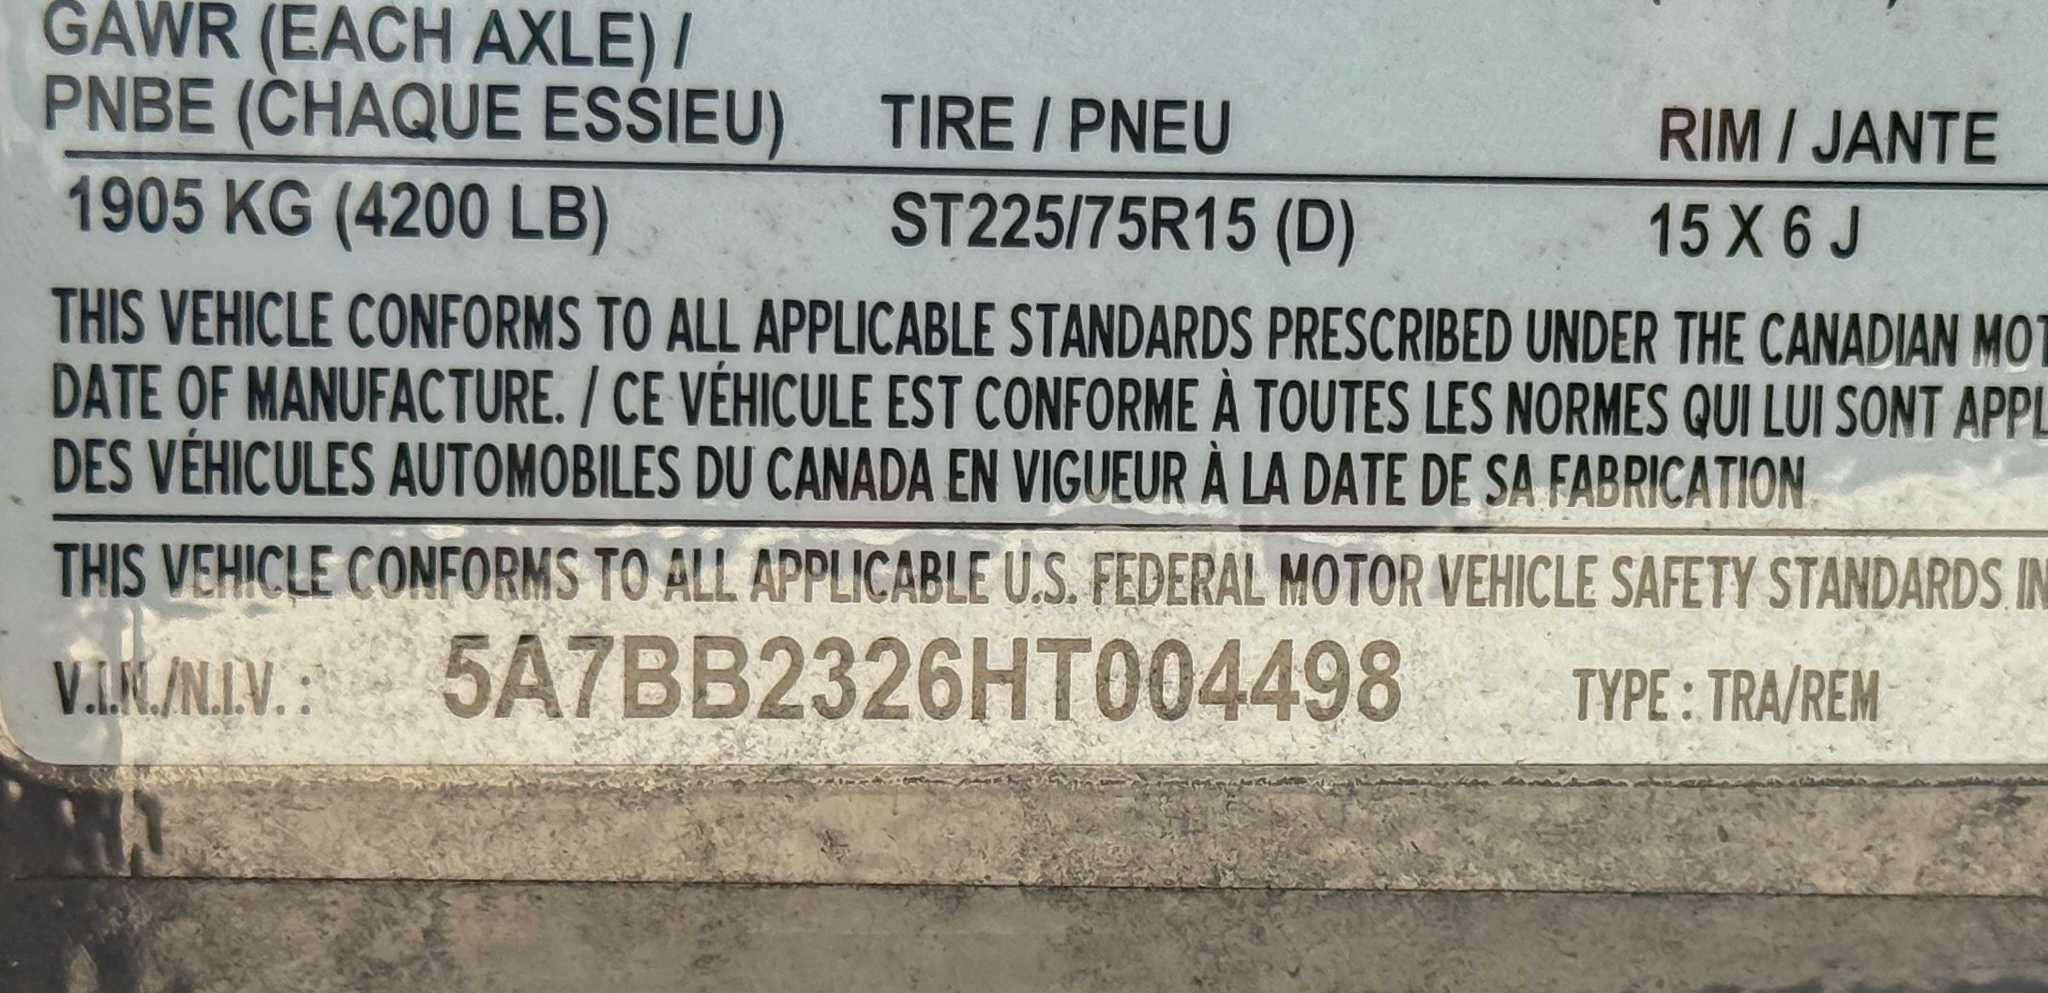 GAWR (EACH AXLE) /
PNBE (CHAQUE ESSIEU) TIRE / PNEU RIM / JANTE
1905 KG (4200 LB) ST225/75R15 (D) 15 X 6 J
THIS VEHICLE CONFORMS TO ALL APPLICABLE STANDARDS PRESCRIBED UNDER THE CANADIAN MOT
DATE OF MANUFACTURE. / CE VÉHICULE EST CONFORME À TOUTES LES NORMES QUI LUI SONT APPL
DES VÉHICULES AUTOMOBILES DU CANADA EN VIGUEUR À LA DATE DE SA FABRICATION
THIS VEHICLE CONFORMS TO ALL APPLICABLE U.S. FEDERAL MOTOR VEHICLE SAFETY STANDARDS IN
V.I.N./N.I.V. : 5A7BB2326HT004498 TYPE : TRA/REM